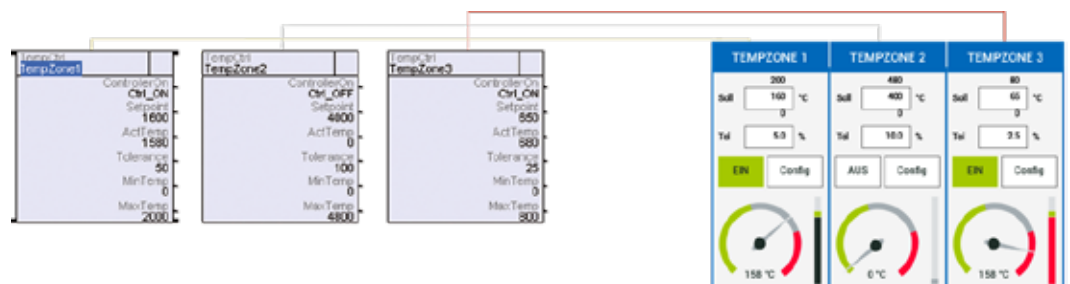 TempCtrl
TempZone1
ControllerOn
Ctrl_ON
Setpoint
1600
ActTemp
1580
Tolerance
50
MinTemp
0
MaxTemp
2000
TempCtrl
TempZone2
ControllerOn
Ctrl_OFF
Setpoint
4000
ActTemp
0
Tolerance
100
MinTemp
0
MaxTemp
4800
TempCtrl
TempZone3
ControllerOn
Ctrl_ON
Setpoint
650
ActTemp
680
Tolerance
25
MinTemp
0
MaxTemp
800
TEMPZONE 1
200
Soll 160 °C
0
Tol 5.0 %
EIN Config
158 °C
TEMPZONE 2
480
Soll 400 °C
0
Tol 10.0 %
AUS Config
0 °C
TEMPZONE 3
80
Soll 65 °C
0
Tol 2.5 %
EIN Config
158 °C